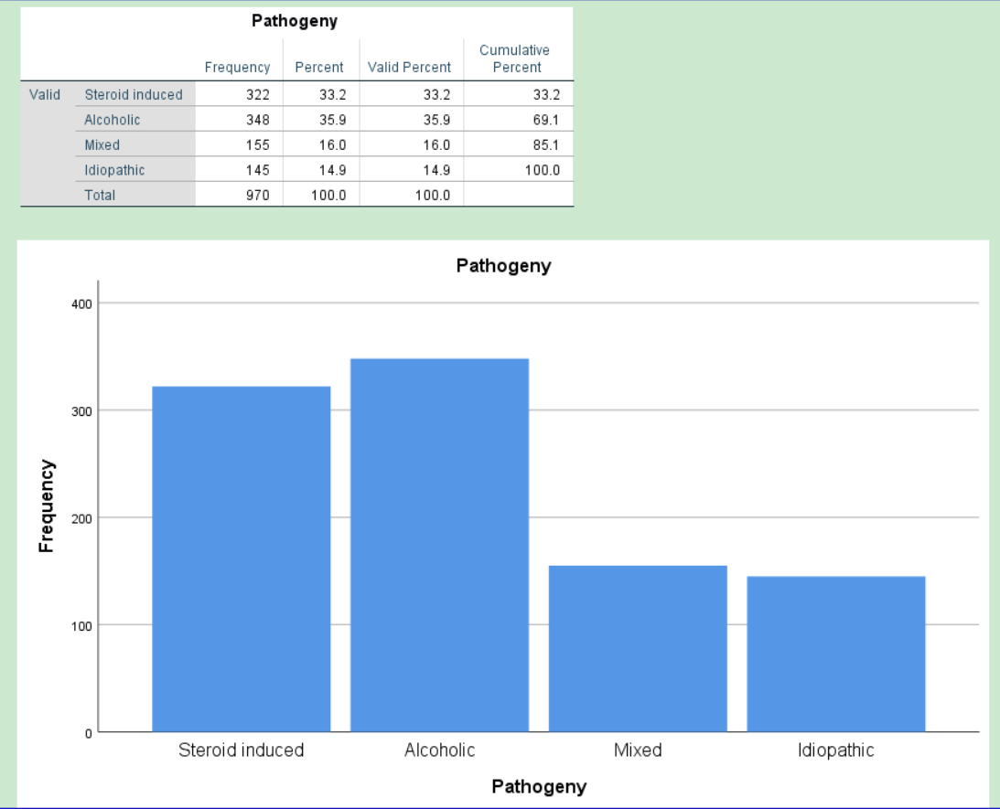 Pathogeny
Frequency Percent Valid Percent Cumulative Percent
Valid Steroid induced 322 33.2 33.2 33.2
Alcoholic 348 35.9 35.9 69.1
Mixed 155 16.0 16.0 85.1
Idiopathic 145 14.9 14.9 100.0
Total 970 100.0 100.0
Pathogeny
400
300
200
100
0
Frequency
Steroid induced Alcoholic Mixed Idiopathic
Pathogeny